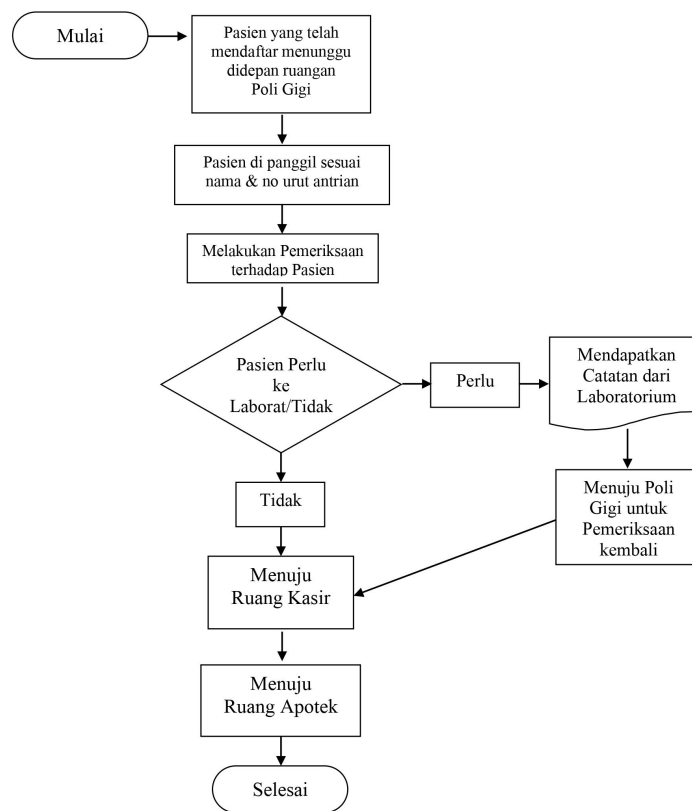 Mulai
Pasien yang telah
mendaftar menunggu
didepan ruangan
Poli Gigi
Pasien di panggil sesuai
nama & no urut antrian
Melakukan Pemeriksaan
terhadap Pasien
Pasien Perlu
ke
Laborat/Tidak
Perlu
Mendapatkan
Catatan dari
Laboratorium
Tidak
Menuju Poli
Gigi untuk
Pemeriksaan
kembali
Menuju
Ruang Kasir
Menuju
Ruang Apotek
Selesai